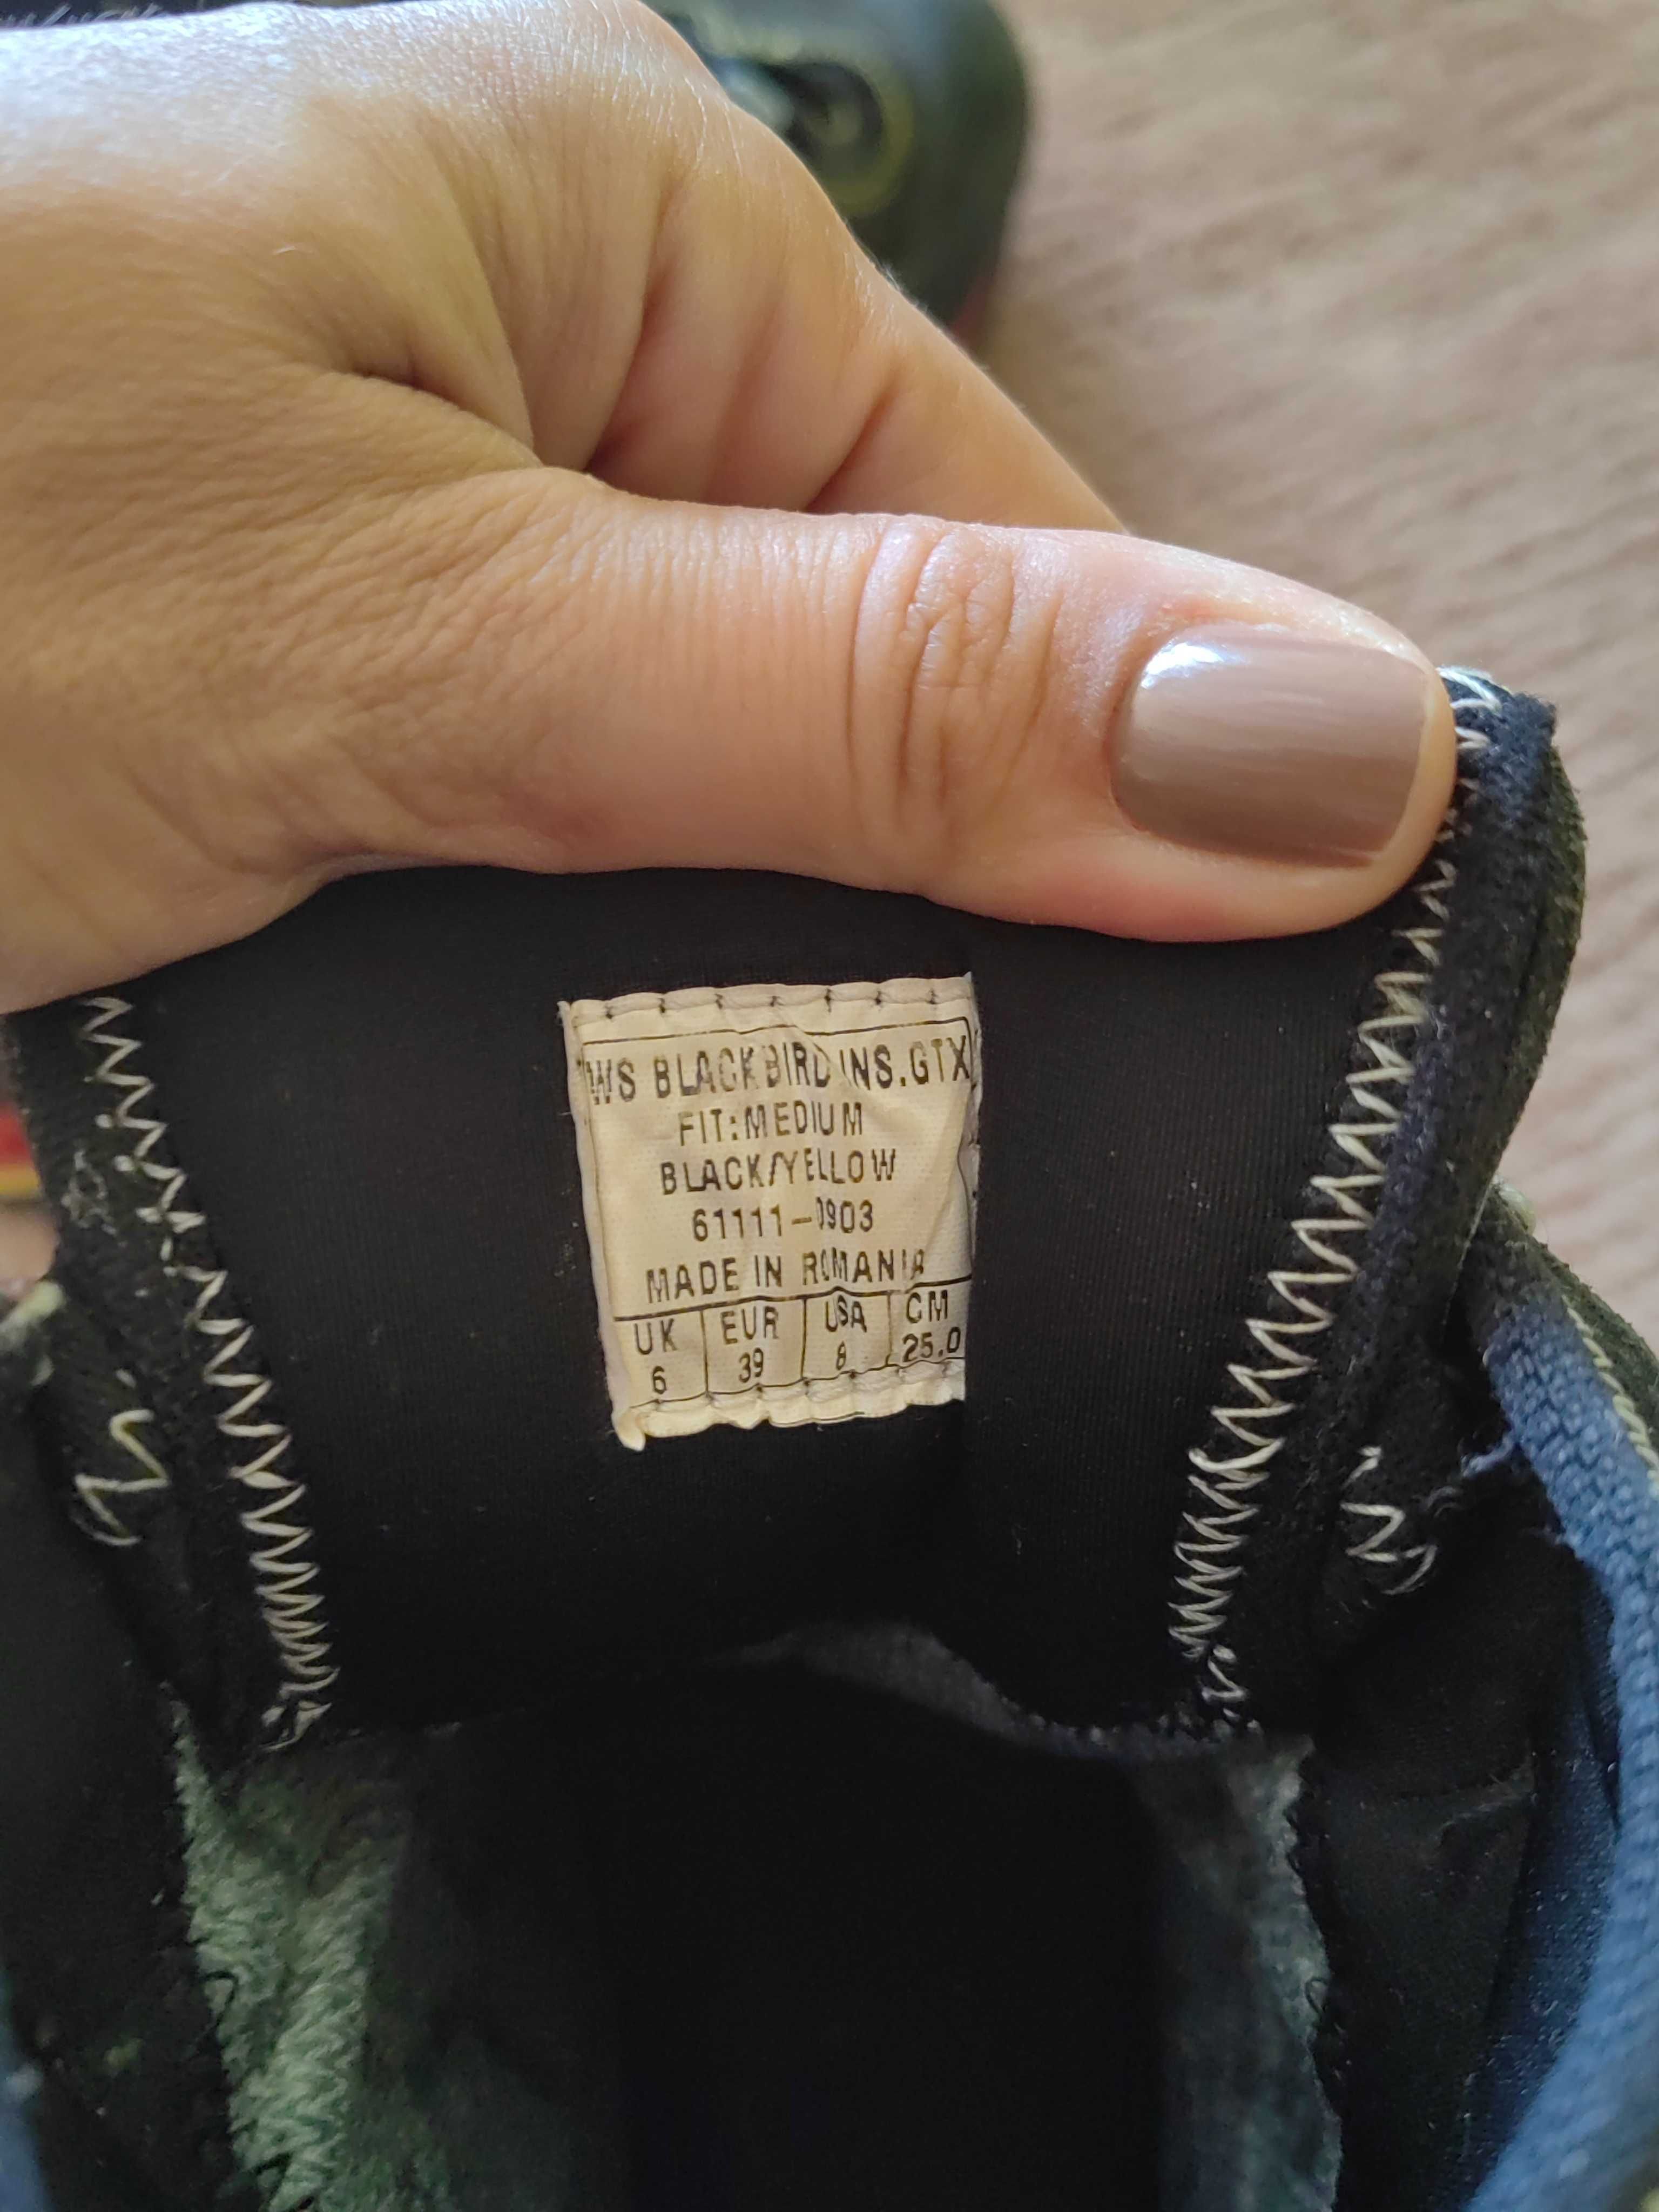 WS BLACKBIRD INS.GTX
FIT:MEDIUM
BLACK/YELLOW
61111-0903
MADE IN ROMANIA
UK EUR USA CM
6 39 8 25.0